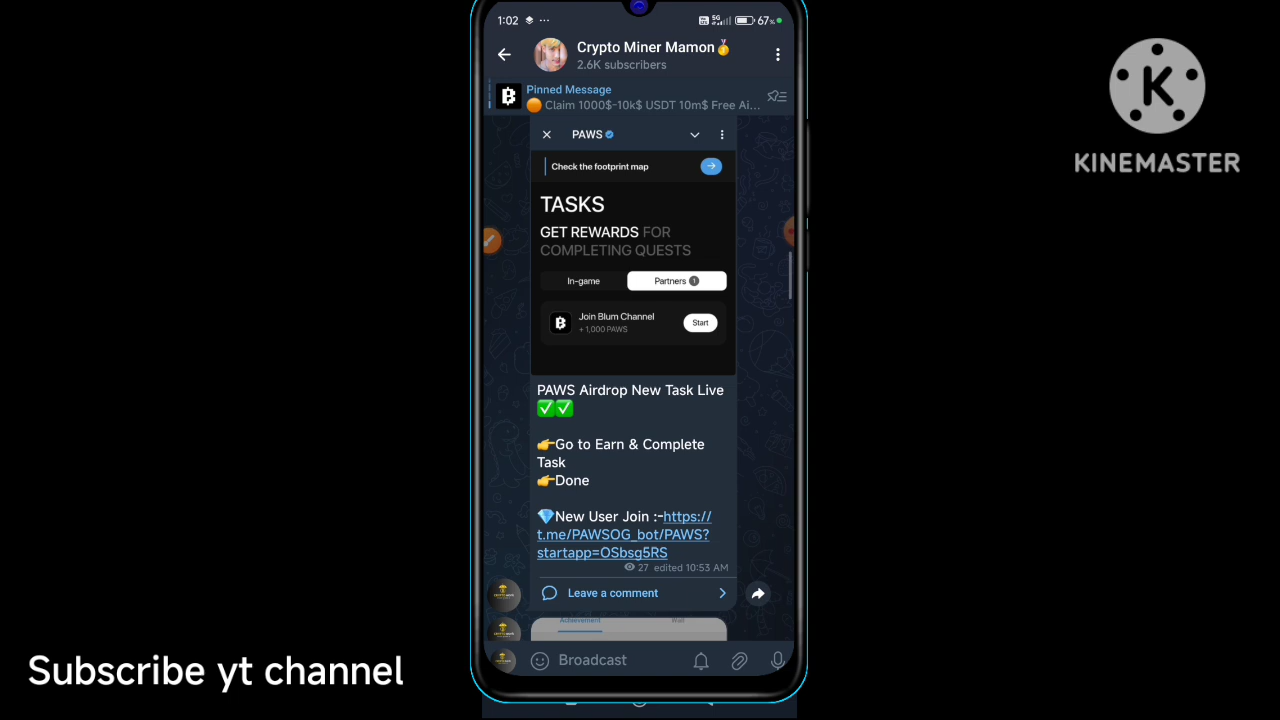 1:02
5G
67%
Crypto Miner Mamon🥇
2.6K subscribers
Pinned Message
🟠 Claim 1000$-10k$ USDT 10m$ Free Ai...
PAWS
Check the footprint map
TASKS
GET REWARDS FOR
COMPLETING QUESTS
In-game
Partners 1
Join Blum Channel
+ 1,000 PAWS
Start
PAWS Airdrop New Task Live
✅✅
👉Go to Earn & Complete
Task
👉Done
💎New User Join :-https://
t.me/PAWSOG_bot/PAWS?
startapp=OSbsg5RS
27 edited 10:53 AM
Leave a comment
Achievement
Wall
Broadcast
K
KINEMASTER
Subscribe yt channel